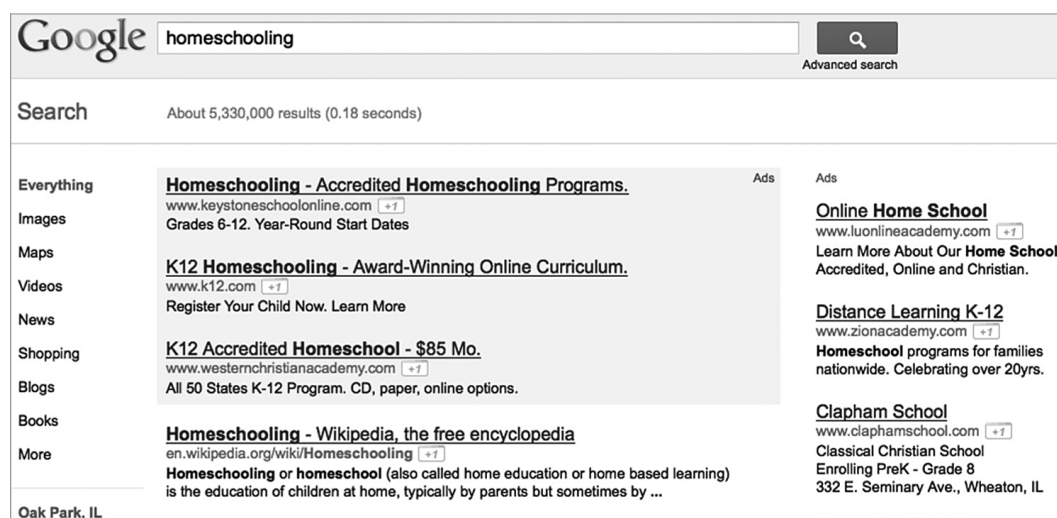 Google
homeschooling
Advanced search
Search
About 5,330,000 results (0.18 seconds)
Everything
Images
Maps
Videos
News
Shopping
Blogs
Books
More
Oak Park, IL
Ads
Homeschooling - Accredited Homeschooling Programs.
www.keystoneschoolonline.com +1
Grades 6-12. Year-Round Start Dates
K12 Homeschooling - Award-Winning Online Curriculum.
www.k12.com +1
Register Your Child Now. Learn More
K12 Accredited Homeschool - $85 Mo.
www.westernchristianacademy.com +1
All 50 States K-12 Program. CD, paper, online options.
Homeschooling - Wikipedia, the free encyclopedia
en.wikipedia.org/wiki/Homeschooling +1
Homeschooling or homeschool (also called home education or home based learning)
is the education of children at home, typically by parents but sometimes by ...
Ads
Online Home School
www.luonlineacademy.com +1
Learn More About Our Home School
Accredited, Online and Christian.
Distance Learning K-12
www.zionacademy.com +1
Homeschool programs for families
nationwide. Celebrating over 20yrs.
Clapham School
www.claphamschool.com +1
Classical Christian School
Enrolling PreK - Grade 8
332 E. Seminary Ave., Wheaton, IL